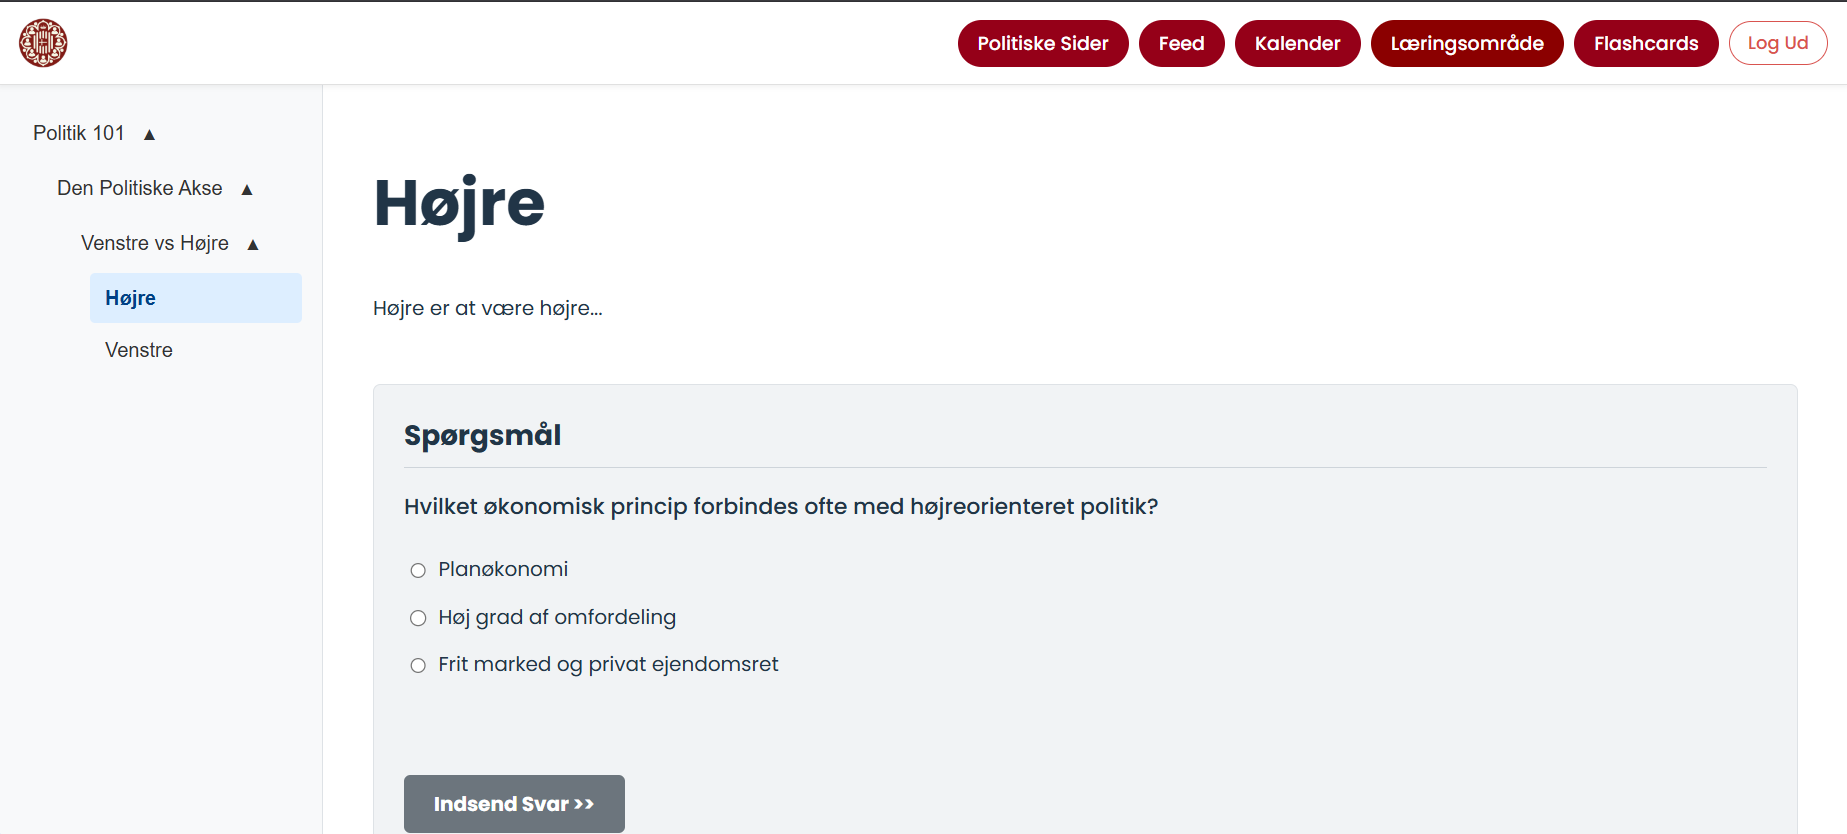 Politiske Sider
Feed
Kalender
Læringsområde
Flashcards
Log Ud
Politik 101 ▲
Den Politiske Akse ▲
Venstre vs Højre ▲
Højre
Venstre
Højre
Højre er at være højre...
Spørgsmål
Hvilket økonomisk princip forbindes ofte med højreorienteret politik?
Planøkonomi
Høj grad af omfordeling
Frit marked og privat ejendomsret
Indsend Svar >>